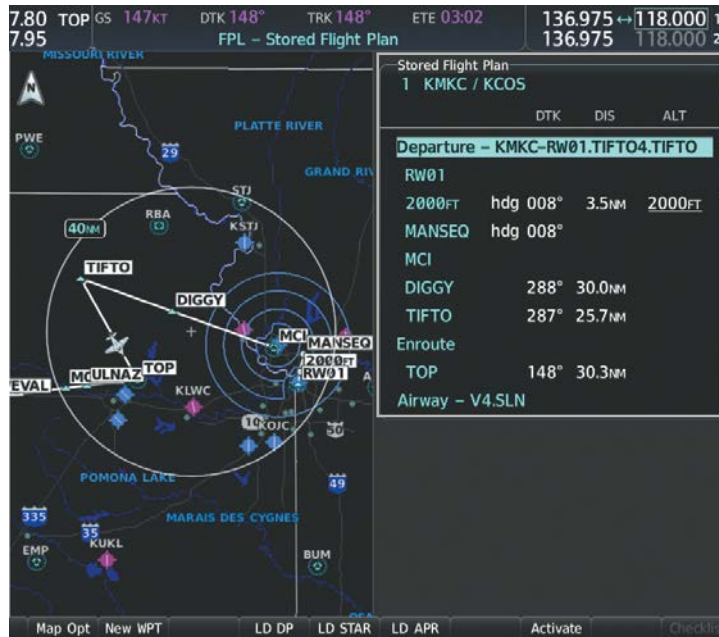 7.80 TOP GS 147KT DTK 148° TRK 148° ETE 03:02 136.975 ↔ 118.000 1
7.95 FPL – Stored Flight Plan 136.975 118.000 2
MISSOURI RIVER
N
PWE
29
PLATTE RIVER
GRAND RIV
STJ
RBA
KSTJ
40NM
TIFTO
DIGGY
MCI
MANSEQ
2000FT
RW01
TOP
ULNAZ
EVAL
KLWC
KOJC
50
POMONA LAKE
49
335
MARAIS DES CYGNES
35
KUKL
EMP
BUM
Stored Flight Plan
1 KMKC / KCOS
DTK DIS ALT
Departure – KMKC–RW01.TIFTO4.TIFTO
RW01
2000FT hdg 008° 3.5NM 2000FT
MANSEQ hdg 008°
MCI
DIGGY 288° 30.0NM
TIFTO 287° 25.7NM
Enroute
TOP 148° 30.3NM
Airway – V4.SLN
Map Opt New WPT LD DP LD STAR LD APR Activate Checkli